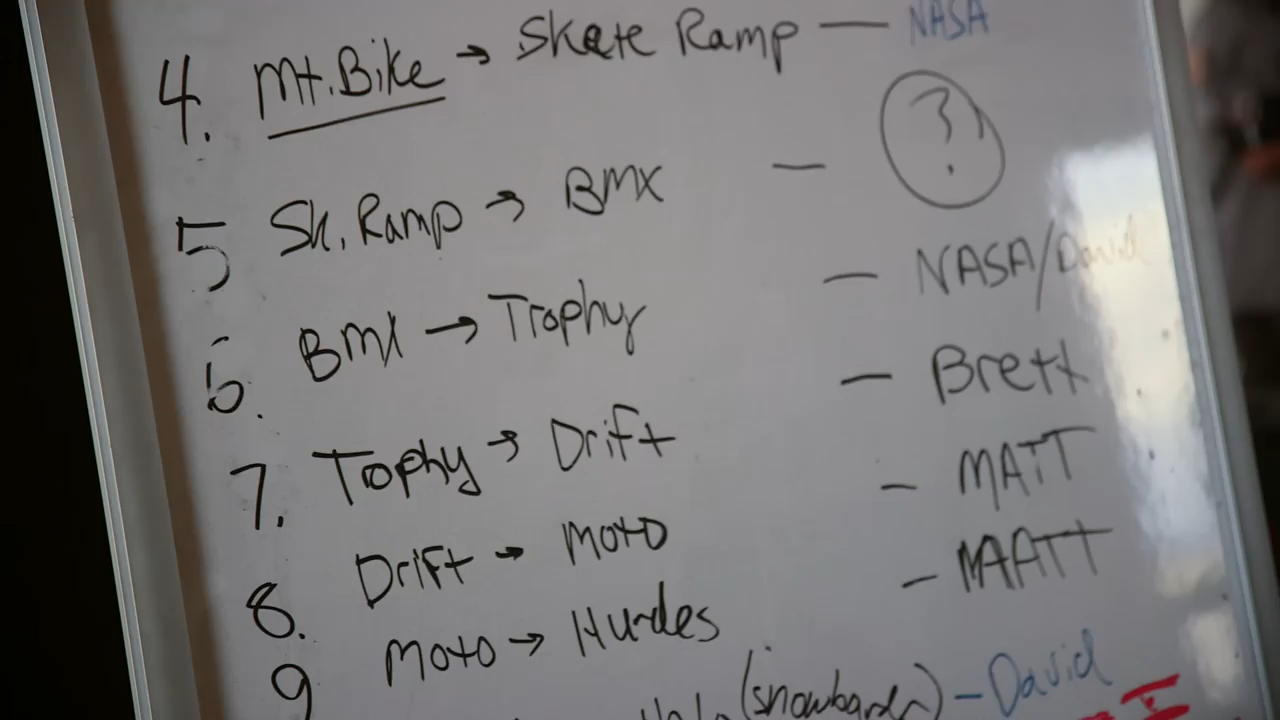 4. Mt. Bike → Skate Ramp — NASA
5 Sk. Ramp → BMX — ?
6. BMX → Trophy — NASA/David
7. Tophy → Drift — Brett
8. Drift → Moto — MATT
9 Moto → Hurdes — MATT
(snowboarder) – David